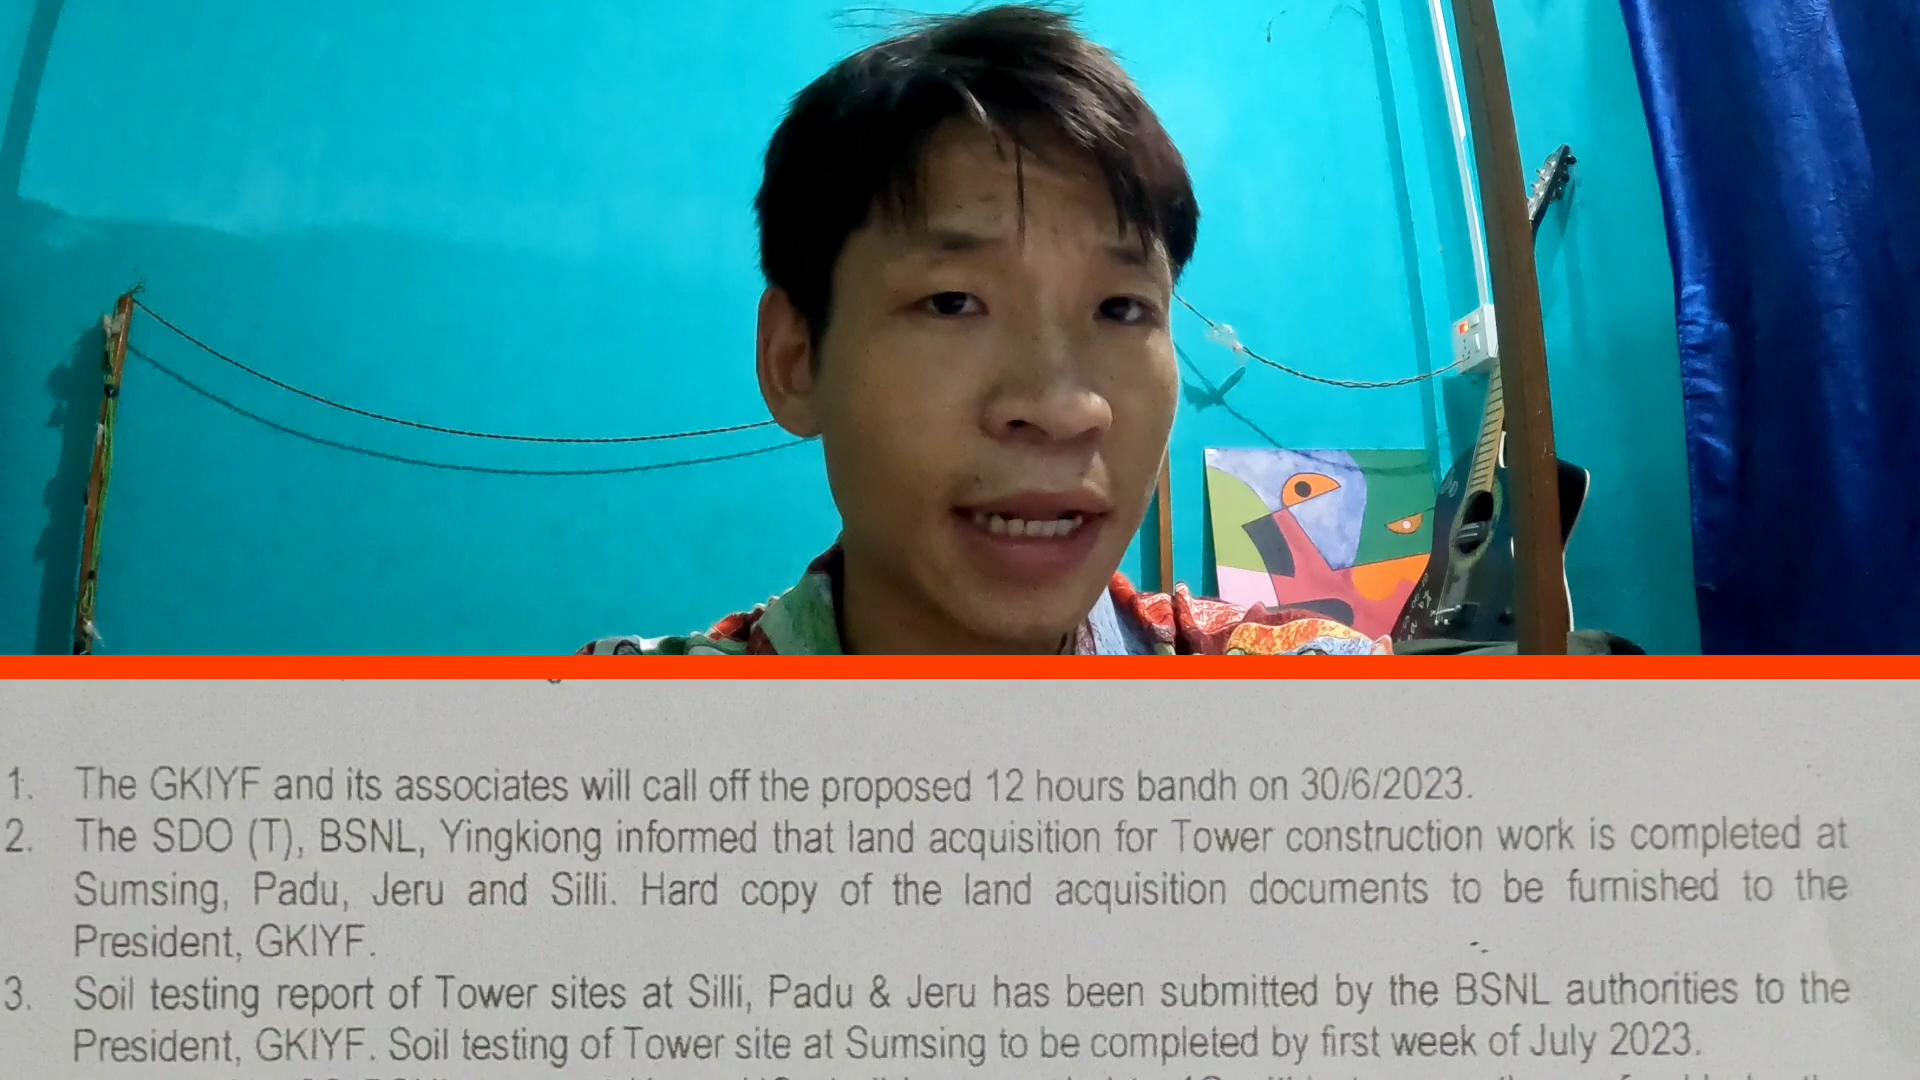 1. The GKIYF and its associates will call off the proposed 12 hours bandh on 30/6/2023.
2. The SDO (T), BSNL, Yingkiong informed that land acquisition for Tower construction work is completed at
Sumsing, Padu, Jeru and Silli. Hard copy of the land acquisition documents to be furnished to the
President, GKIYF.
3. Soil testing report of Tower sites at Silli, Padu & Jeru has been submitted by the BSNL authorities to the
President, GKIYF. Soil testing of Tower site at Sumsing to be completed by first week of July 2023.